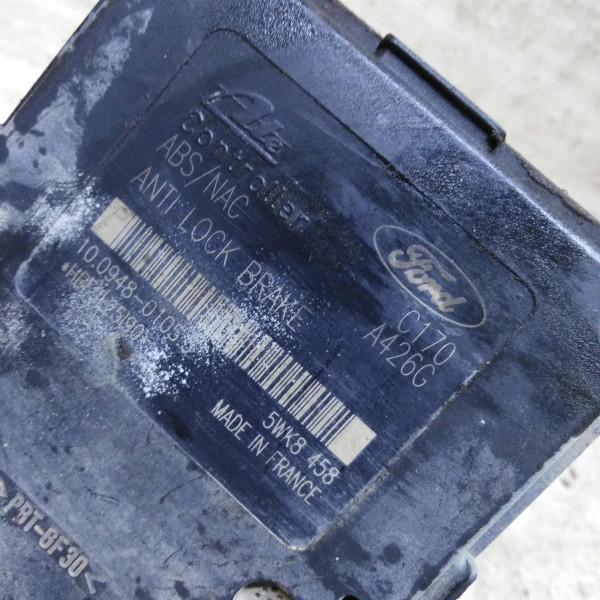 Ate
Controller
ABS/NAC
ANTI LOCK BRAKE
Ford
C170
A426G
10.0948-0105
5WK8 458
MADE IN FRANCE
PBT-GF30<